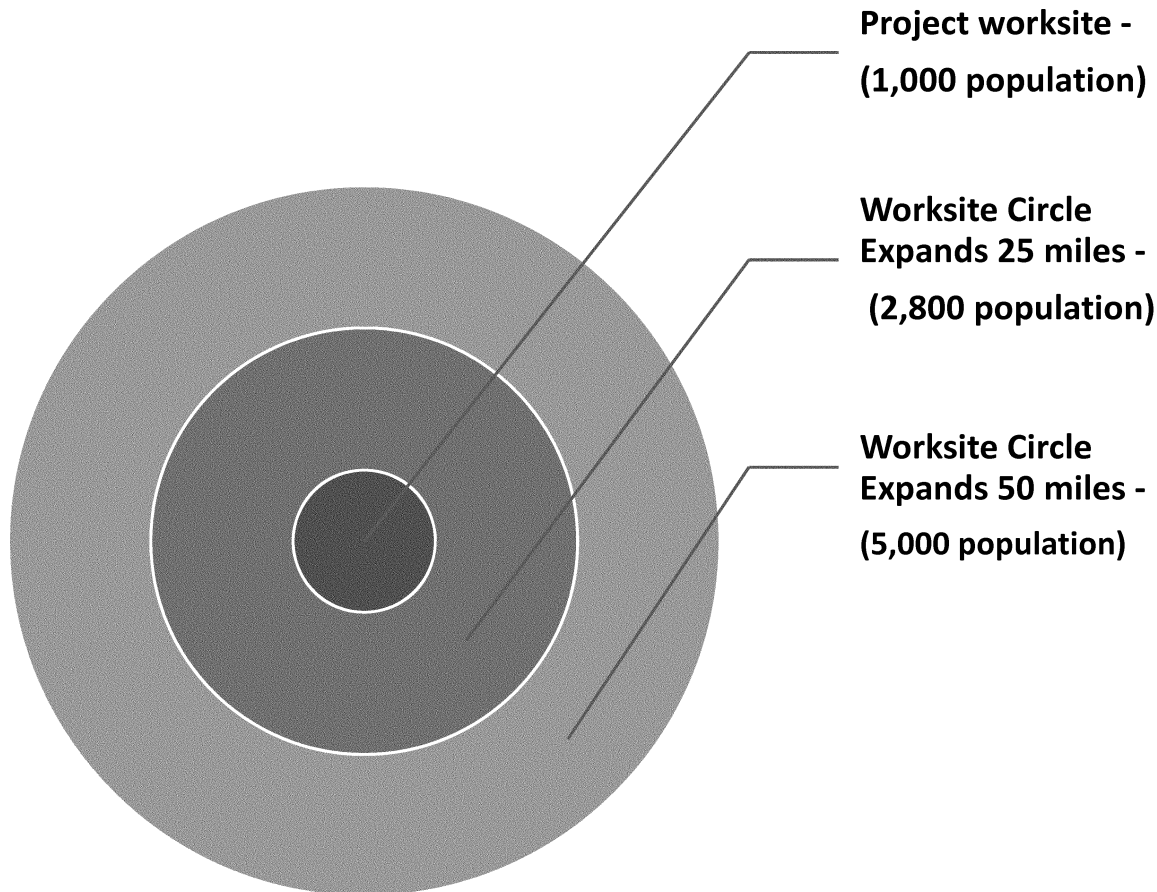 Project worksite -
(1,000 population)
Worksite Circle
Expands 25 miles -
(2,800 population)
Worksite Circle
Expands 50 miles -
(5,000 population)